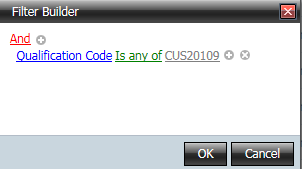 Filter Builder
And
Qualification Code Is any of CUS20109
OK Cancel